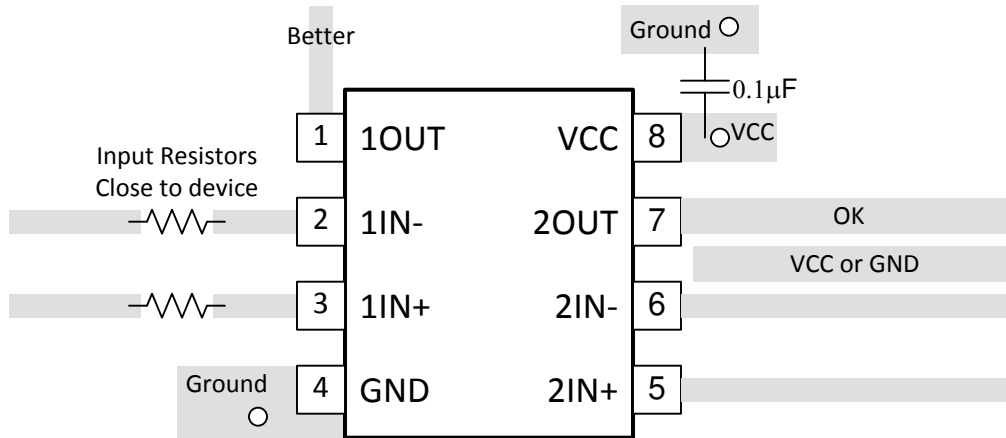 Better
Ground
0.1μF
VCC
1 1OUT VCC 8
Input Resistors
Close to device
2 1IN- 2OUT 7
OK
VCC or GND
3 1IN+ 2IN- 6
Ground
4 GND 2IN+ 5